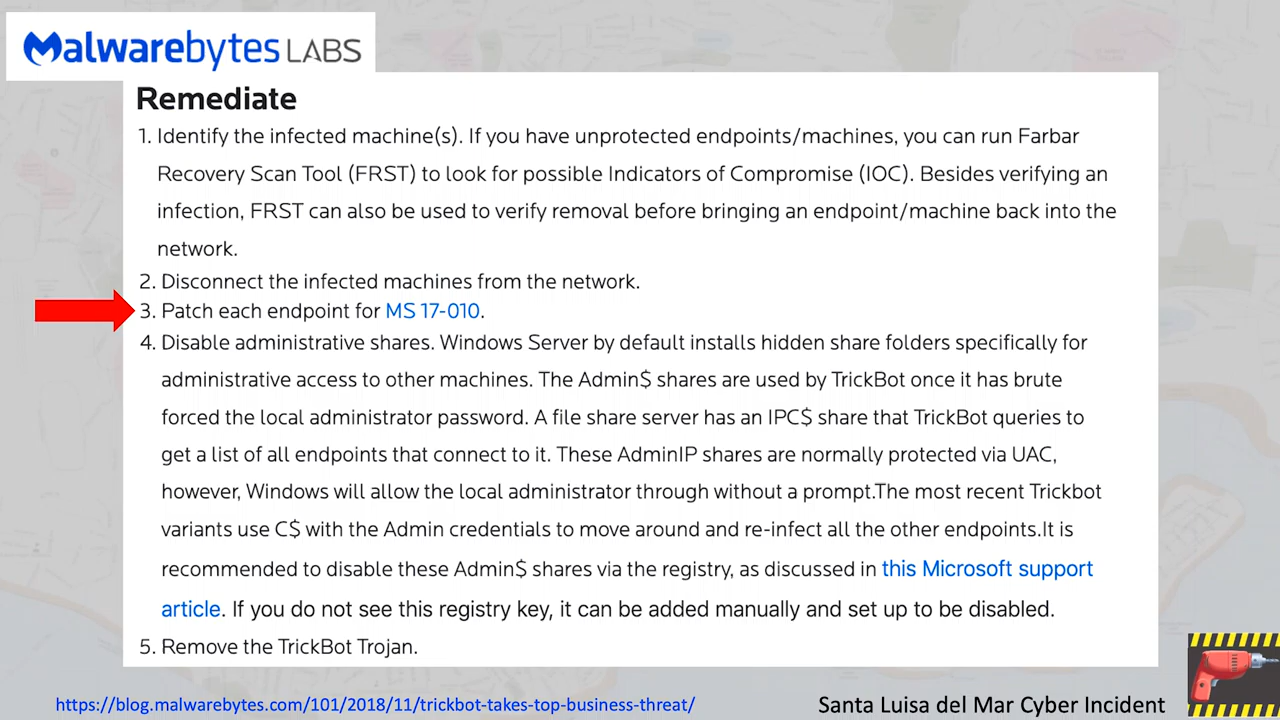 Malwarebytes LABS
Remediate
1. Identify the infected machine(s). If you have unprotected endpoints/machines, you can run Farbar
Recovery Scan Tool (FRST) to look for possible Indicators of Compromise (IOC). Besides verifying an
infection, FRST can also be used to verify removal before bringing an endpoint/machine back into the
network.
2. Disconnect the infected machines from the network.
3. Patch each endpoint for MS 17-010.
4. Disable administrative shares. Windows Server by default installs hidden share folders specifically for
administrative access to other machines. The Admin$ shares are used by TrickBot once it has brute
forced the local administrator password. A file share server has an IPC$ share that TrickBot queries to
get a list of all endpoints that connect to it. These AdminIP shares are normally protected via UAC,
however, Windows will allow the local administrator through without a prompt.The most recent Trickbot
variants use C$ with the Admin credentials to move around and re-infect all the other endpoints.It is
recommended to disable these Admin$ shares via the registry, as discussed in this Microsoft support
article. If you do not see this registry key, it can be added manually and set up to be disabled.
5. Remove the TrickBot Trojan.
https://blog.malwarebytes.com/101/2018/11/trickbot-takes-top-business-threat/
Santa Luisa del Mar Cyber Incident